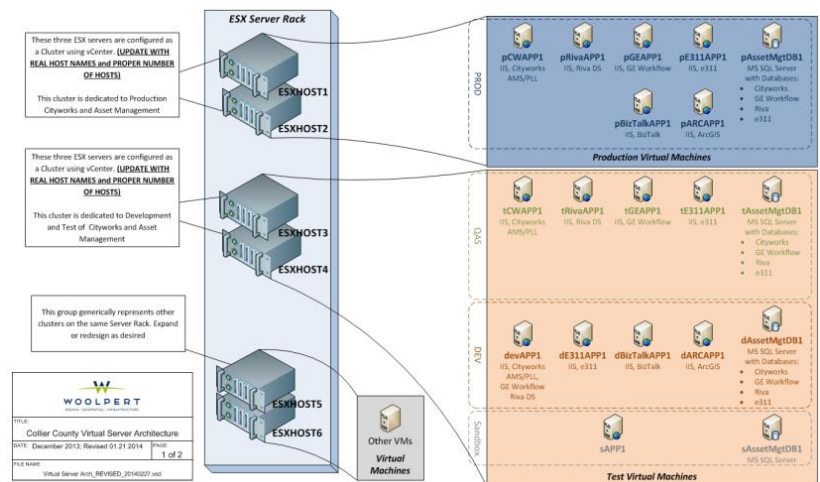 ESX Server Rack
These three ESX servers are configured as
a Cluster using vCenter. (UPDATE WITH
REAL HOST NAMES and PROPER NUMBER
OF HOSTS)
This cluster is dedicated to Production
Cityworks and Asset Management
ESXHOST1
ESXHOST2
These three ESX servers are configured as
a Cluster using vCenter. (UPDATE WITH
REAL HOST NAMES and PROPER NUMBER
OF HOSTS)
This cluster is dedicated to Development
and Test of Cityworks and Asset
Management
ESXHOST3
ESXHOST4
This group generically represents other
clusters on the same Server Rack. Expand
or redesign as desired
ESXHOST5
ESXHOST6
Other VMs
Virtual
Machines
PROD
pCWAPP1
IIS, Cityworks
AMS/PLL
pRivaAPP1
IIS, Riva DS
pGEAPP1
IIS, GE Workflow
pE311APP1
IIS, e311
pAssetMgtDB1
MS SQL Server
with Databases:
• Cityworks
• GE Workflow
• Riva
• e311
pBizTalkAPP1
IIS, BizTalk
pARCAPP1
IIS, ArcGIS
Production Virtual Machines
QAS
tCWAPP1
IIS, Cityworks
AMS/PLL
tRivaAPP1
IIS, Riva DS
tGEAPP1
IIS, GE Workflow
tE311APP1
IIS, e311
tAssetMgtDB1
MS SQL Server
with Databases:
• Cityworks
• GE Workflow
• Riva
• e311
DEV
devAPP1
IIS, Cityworks
AMS/PLL,
GE Workflow
Riva DS
dE311APP1
IIS, e311
dBizTalkAPP1
IIS, BizTalk
dARCAPP1
IIS, ArcGIS
dAssetMgtDB1
MS SQL Server
with Databases:
• Cityworks
• GE Workflow
• Riva
• e311
Sandbox
sAPP1
sAssetMgtDB1
MS SQL Server
Test Virtual Machines
WOOLPERT
DESIGN | GEOSPATIAL | INFRASTRUCTURE
TITLE:
Collier County Virtual Server Architecture
DATE: December 2013; Revised 01.21.2014
PAGE:
1 of 2
FILE NAME:
Virtual Server Arch_REVISED_20140227.vsd